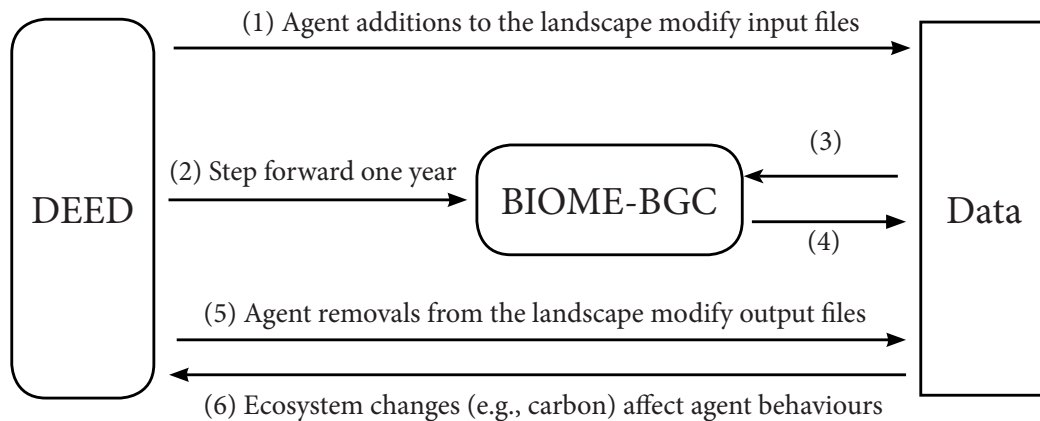 (1) Agent additions to the landscape modify input files
(3)
(2) Step forward one year
DEED
BIOME-BGC
Data
(4)
(5) Agent removals from the landscape modify output files
(6) Ecosystem changes (e.g., carbon) affect agent behaviours